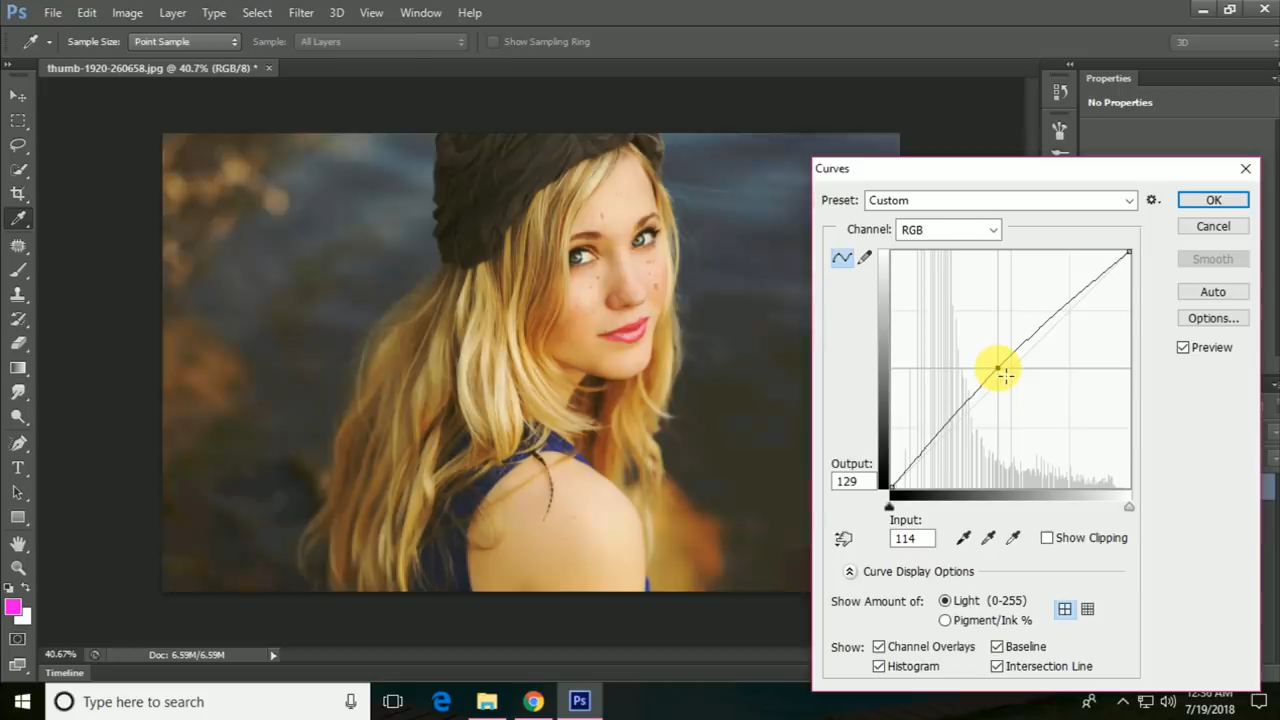 Ps File Edit Image Layer Type Select Filter 3D View Window Help
Sample Size: Point Sample Sample: All Layers Show Sampling Ring 3D
thumb-1920-260658.jpg @ 40.7% (RGB/8) * ×
Properties
No Properties
Curves
Preset: Custom
OK
Channel: RGB
Cancel
Smooth
Auto
Options...
Preview
Output:
129
Input:
114
Show Clipping
Curve Display Options
Show Amount of: Light (0-255)
Pigment/Ink %
Show: Channel Overlays Baseline
Histogram Intersection Line
40.67% Doc: 6.59M/6.59M
Timeline
Type here to search
Ps
12:56 AM
7/19/2018